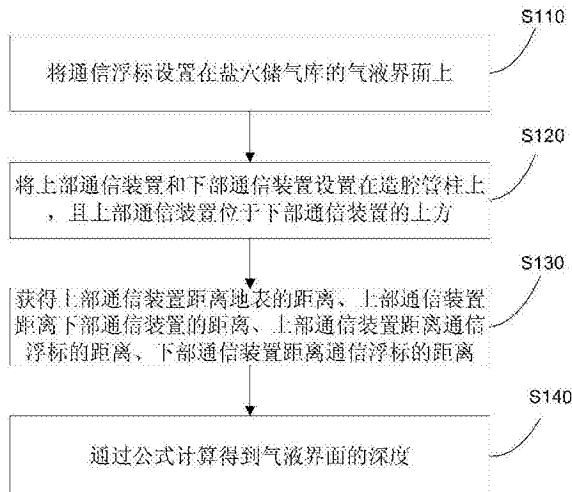 S110
将通信浮标设置在盐穴储气库的气液界面上
S120
将上部通信装置和下部通信装置设置在造腔管柱上
，且上部通信装置位于下部通信装置的上方
S130
获得上部通信装置距离地表的距离、上部通信装置
距离下部通信装置的距离、上部通信装置距离通信
浮标的距离、下部通信装置距离通信浮标的距离
S140
通过公式计算得到气液界面的深度